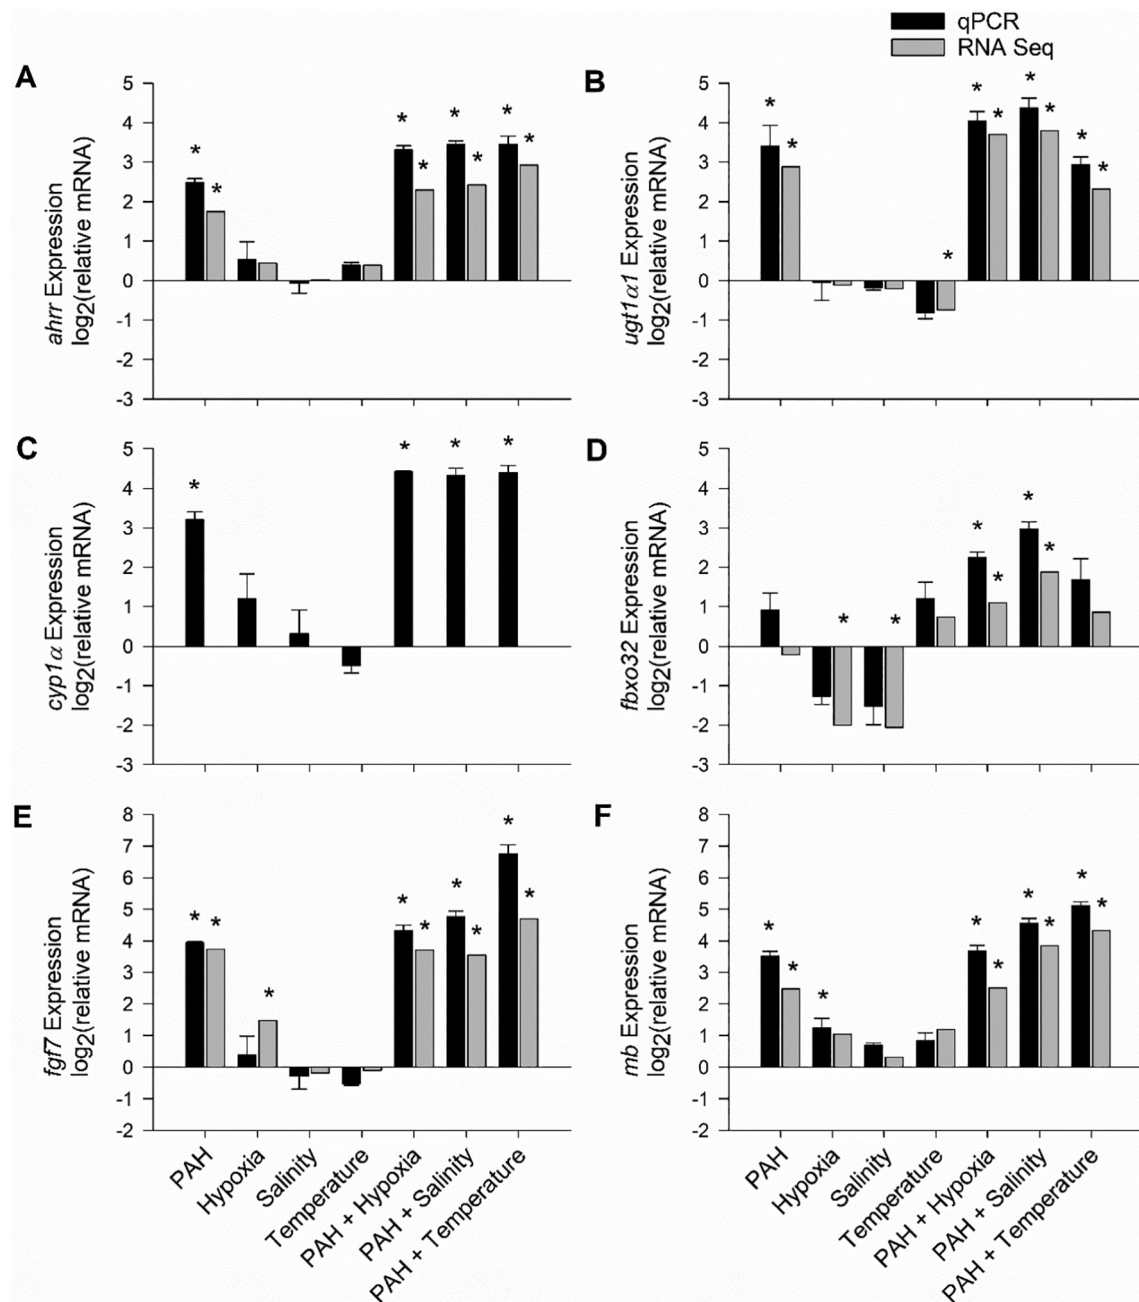 qPCR
RNA Seq
A
5
4
3
2
1
0
-1
-2
-3
ahrr Expression
log2(relative mRNA)
* * * * * * * *
B
5
4
3
2
1
0
-1
-2
-3
ugt1α1 Expression
log2(relative mRNA)
* * * * * * * * *
C
5
4
3
2
1
0
-1
-2
-3
cyp1α Expression
log2(relative mRNA)
* * * *
D
5
4
3
2
1
0
-1
-2
-3
fbxo32 Expression
log2(relative mRNA)
* * * * * *
E
8
7
6
5
4
3
2
1
0
-1
-2
fgf7 Expression
log2(relative mRNA)
* * * * * * * * *
PAH
Hypoxia
Salinity
Temperature
PAH + Hypoxia
PAH + Salinity
PAH + Temperature
F
8
7
6
5
4
3
2
1
0
-1
-2
mb Expression
log2(relative mRNA)
* * * * * * * * *
PAH
Hypoxia
Salinity
Temperature
PAH + Hypoxia
PAH + Salinity
PAH + Temperature